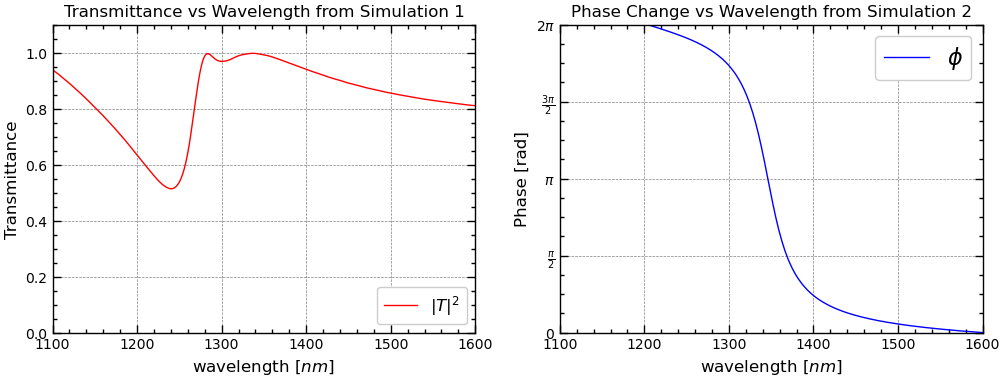 Transmittance vs Wavelength from Simulation 1
Transmittance
1.0
0.8
0.6
0.4
0.2
0.0
1100 1200 1300 1400 1500 1600
wavelength [nm]
|T|²
Phase Change vs Wavelength from Simulation 2
Phase [rad]
2π
3π/2
π
π/2
0
1100 1200 1300 1400 1500 1600
wavelength [nm]
ϕ